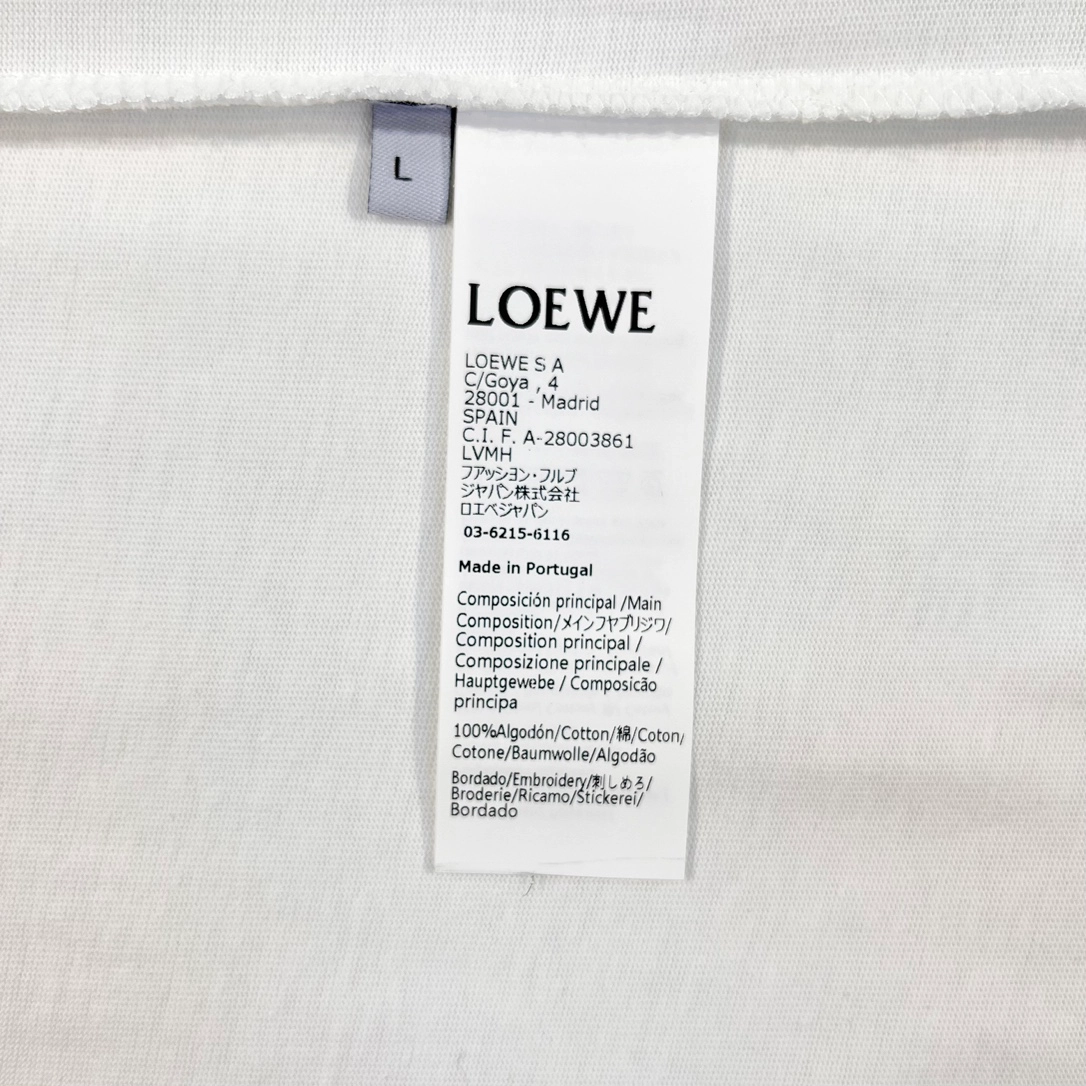 L
LOEWE
LOEWE S A
C/Goya , 4
28001 - Madrid
SPAIN
C.I. F. A-28003861
LVMH
フアッション・フルブ
ジャパン株式会社
ロエベジャパン
03-6215-6116
Made in Portugal
Composición principal /Main
Composition/メインフヤブリジワ/
Composition principal /
Composizione principale /
Hauptgewebe / Composicão
principa
100%Algodón/Cotton/綿/Coton/
Cotone/Baumwolle/Algodão
Bordado/Embroidery/刺しめろ/
Broderie/Ricamo/Stickerei/
Bordado